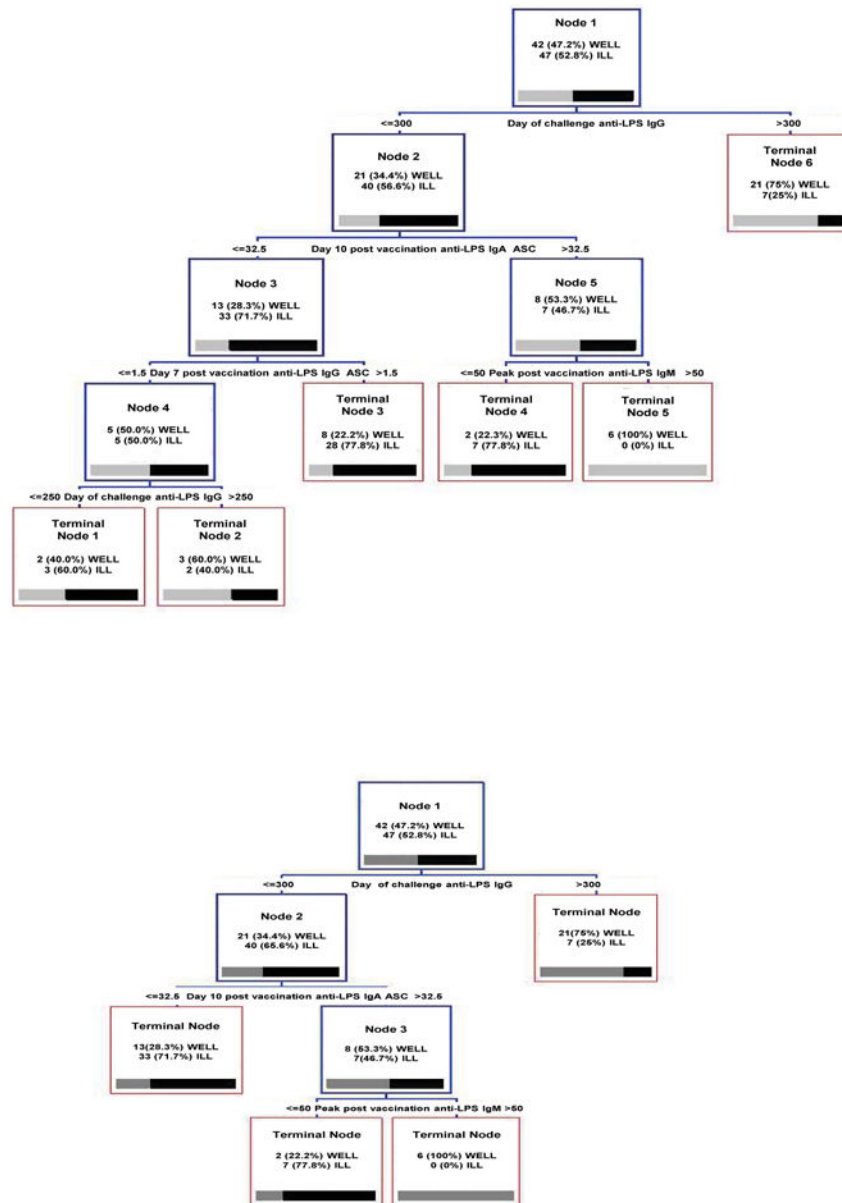 Node 1
42 (47.2%) WELL
47 (52.8%) ILL
<=300 Day of challenge anti-LPS IgG >300
Node 2
21 (34.4%) WELL
40 (56.6%) ILL
Terminal
Node 6
21 (75%) WELL
7(25%) ILL
<=32.5 Day 10 post vaccination anti-LPS IgA ASC >32.5
Node 3
13 (28.3%) WELL
33 (71.7%) ILL
Node 5
8 (53.3%) WELL
7 (46.7%) ILL
<=1.5 Day 7 post vaccination anti-LPS IgG ASC >1.5
<=50 Peak post vaccination anti-LPS IgM >50
Node 4
5 (50.0%) WELL
5 (50.0%) ILL
Terminal
Node 3
8 (22.2%) WELL
28 (77.8%) ILL
Terminal
Node 4
2 (22.3%) WELL
7 (77.8%) ILL
Terminal
Node 5
6 (100%) WELL
0 (0%) ILL
<=250 Day of challenge anti-LPS IgG >250
Terminal
Node 1
2 (40.0%) WELL
3 (60.0%) ILL
Terminal
Node 2
3 (60.0%) WELL
2 (40.0%) ILL
Node 1
42 (47.2%) WELL
47 (52.8%) ILL
<=300 Day of challenge anti-LPS IgG >300
Node 2
21 (34.4%) WELL
40 (65.6%) ILL
Terminal Node
21(75%) WELL
7 (25%) ILL
<=32.5 Day 10 post vaccination anti-LPS IgA ASC >32.5
Terminal Node
13(28.3%) WELL
33 (71.7%) ILL
Node 3
8 (53.3%) WELL
7(46.7%) ILL
<=50 Peak post vaccination anti-LPS IgM >50
Terminal Node
2 (22.2%) WELL
7 (77.8%) ILL
Terminal Node
6 (100%) WELL
0 (0%) ILL